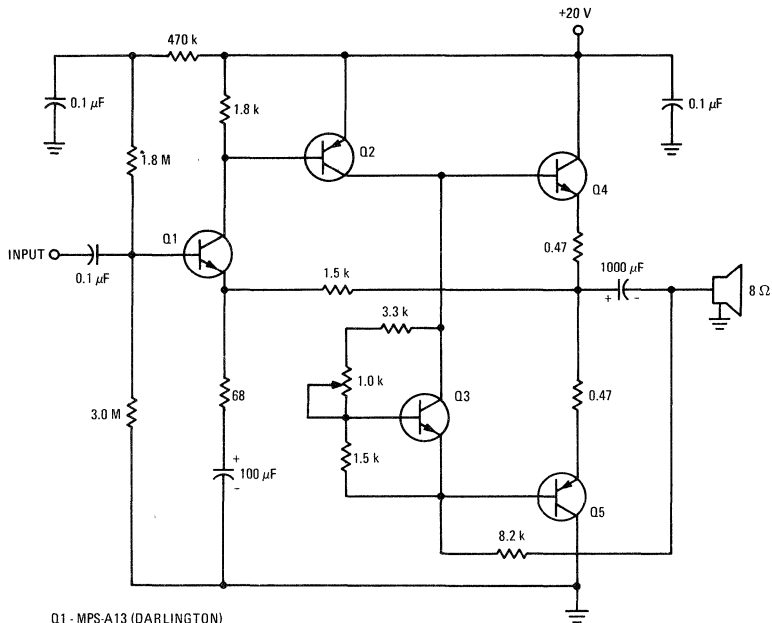 +20 V
470 k
0.1 µF
1.8 k
0.1 µF
*1.8 M
Q2
Q4
Q1
INPUT
0.1 µF
0.47
1000 µF
1.5 k
+ -
8 Ω
3.3 k
1.0 k
Q3
68
0.47
3.0 M
+
100 µF
-
1.5 k
Q5
8.2 k
Q1 - MPS-A13 (DARLINGTON)